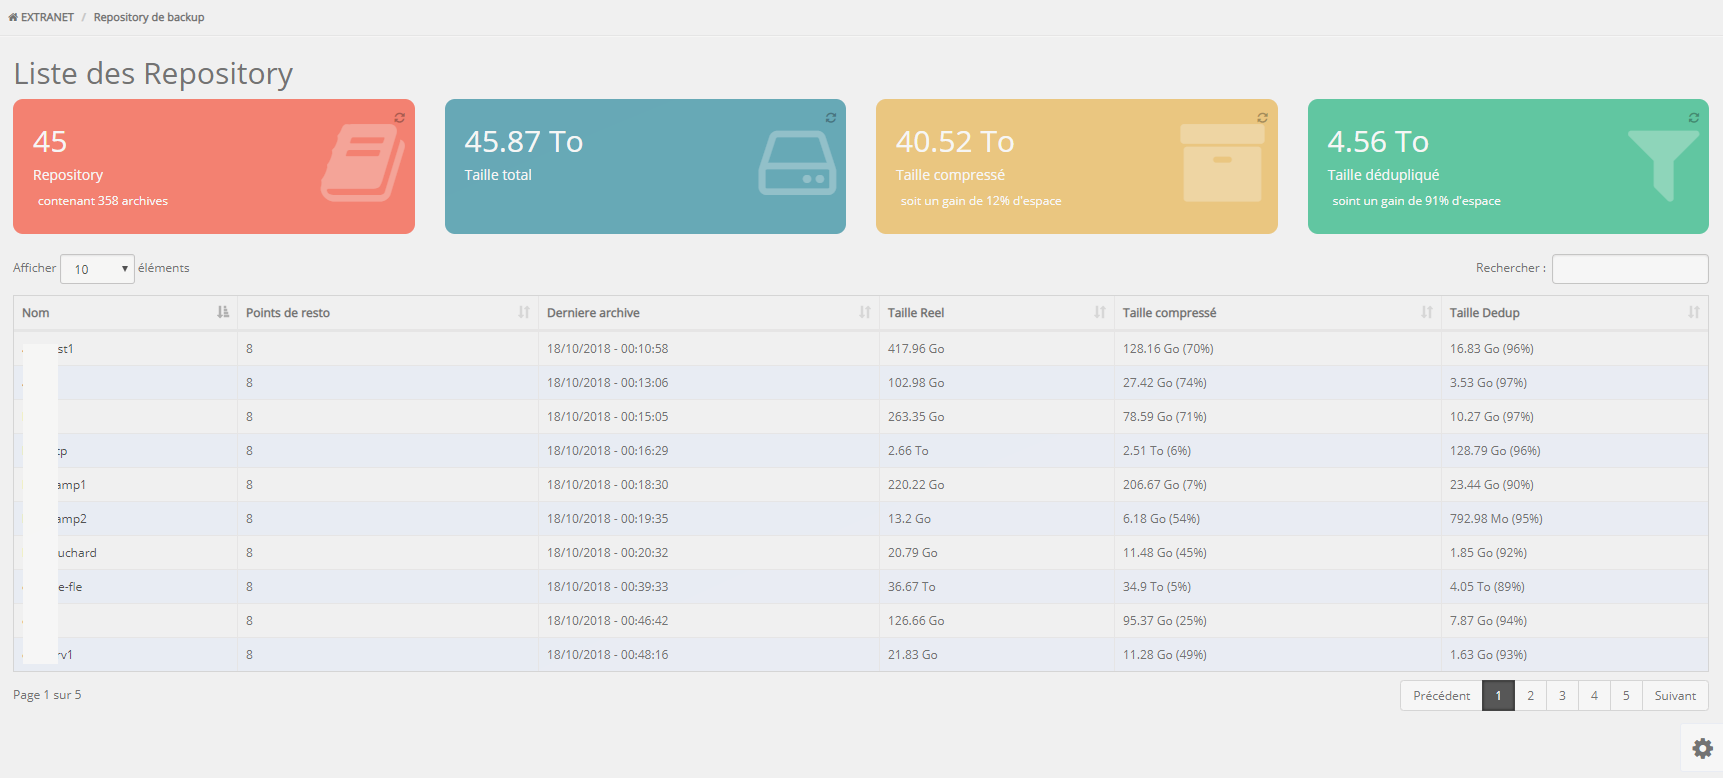 EXTRANET / Repository de backup
Liste des Repository
45
Repository
contenant 358 archives
45.87 To
Taille total
40.52 To
Taille compressé
soit un gain de 12% d'espace
4.56 To
Taille dédupliqué
soint un gain de 91% d'espace
Afficher 10 éléments Rechercher :
Nom Points de resto Derniere archive Taille Reel Taille compressé Taille Dedup
st1 8 18/10/2018 - 00:10:58 417.96 Go 128.16 Go (70%) 16.83 Go (96%)
8 18/10/2018 - 00:13:06 102.98 Go 27.42 Go (74%) 3.53 Go (97%)
8 18/10/2018 - 00:15:05 263.35 Go 78.59 Go (71%) 10.27 Go (97%)
tp 8 18/10/2018 - 00:16:29 2.66 To 2.51 To (6%) 128.79 Go (96%)
amp1 8 18/10/2018 - 00:18:30 220.22 Go 206.67 Go (7%) 23.44 Go (90%)
amp2 8 18/10/2018 - 00:19:35 13.2 Go 6.18 Go (54%) 792.98 Mo (95%)
uchard 8 18/10/2018 - 00:20:32 20.79 Go 11.48 Go (45%) 1.85 Go (92%)
e-fle 8 18/10/2018 - 00:39:33 36.67 To 34.9 To (5%) 4.05 To (89%)
8 18/10/2018 - 00:46:42 126.66 Go 95.37 Go (25%) 7.87 Go (94%)
rv1 8 18/10/2018 - 00:48:16 21.83 Go 11.28 Go (49%) 1.63 Go (93%)
Page 1 sur 5 Précédent 1 2 3 4 5 Suivant